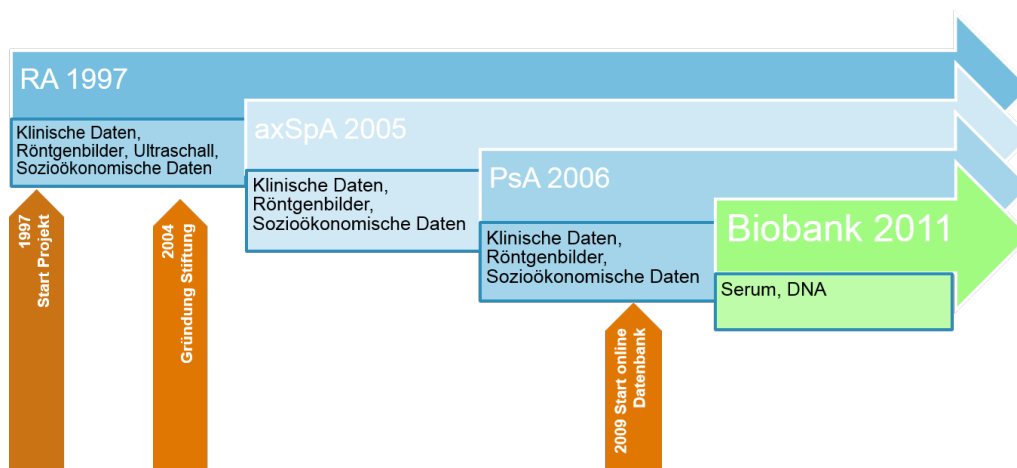 RA 1997
Klinische Daten,
Röntgenbilder, Ultraschall,
Sozioökonomische Daten
axSpA 2005
Klinische Daten,
Röntgenbilder,
Sozioökonomische Daten
PsA 2006
Klinische Daten,
Röntgenbilder,
Sozioökonomische Daten
Biobank 2011
Serum, DNA
1997
Start Projekt
2004
Gründung Stiftung
2009 Start online
Datenbank